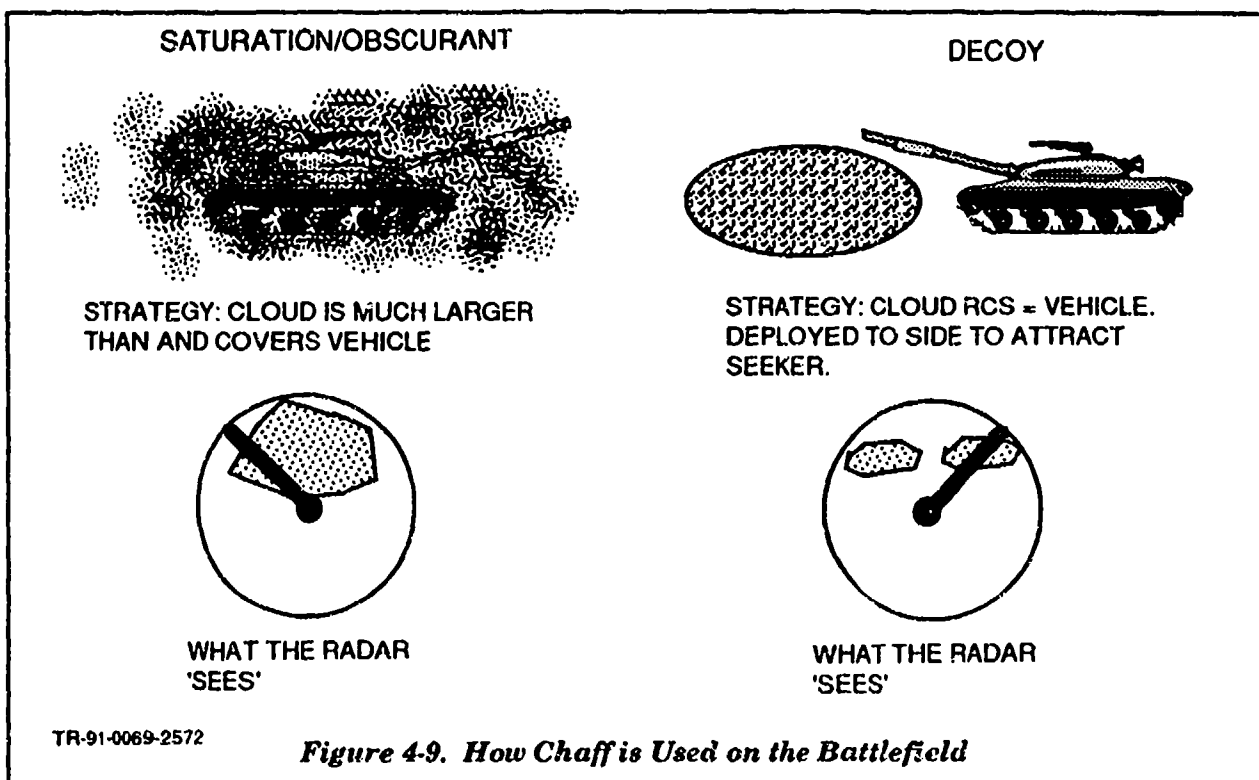 SATURATION/OBSCURANT
STRATEGY: CLOUD IS MUCH LARGER
THAN AND COVERS VEHICLE
WHAT THE RADAR
'SEES'
DECOY
STRATEGY: CLOUD RCS = VEHICLE.
DEPLOYED TO SIDE TO ATTRACT
SEEKER.
WHAT THE RADAR
'SEES'
TR-91-0069-2572
Figure 4-9. How Chaff is Used on the Battlefield